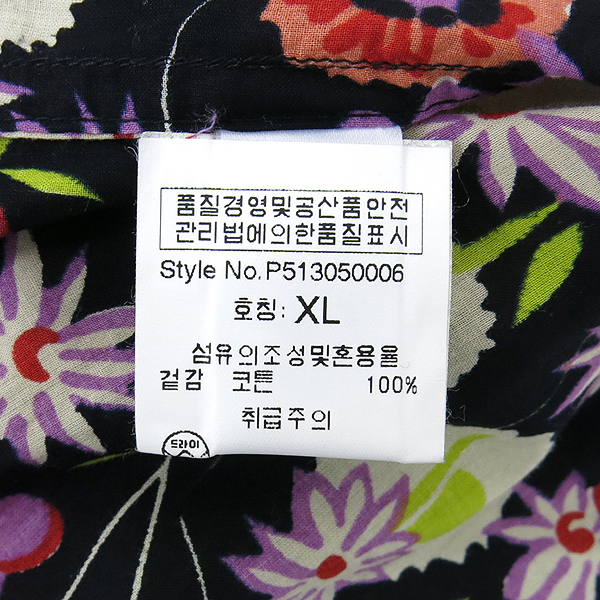 품질경영및공산품안전
관리법에의한품질표시
Style No.P513050006
호칭: XL
섬유의조성및혼용율
겉감 코튼 100%
취급주의
드라이